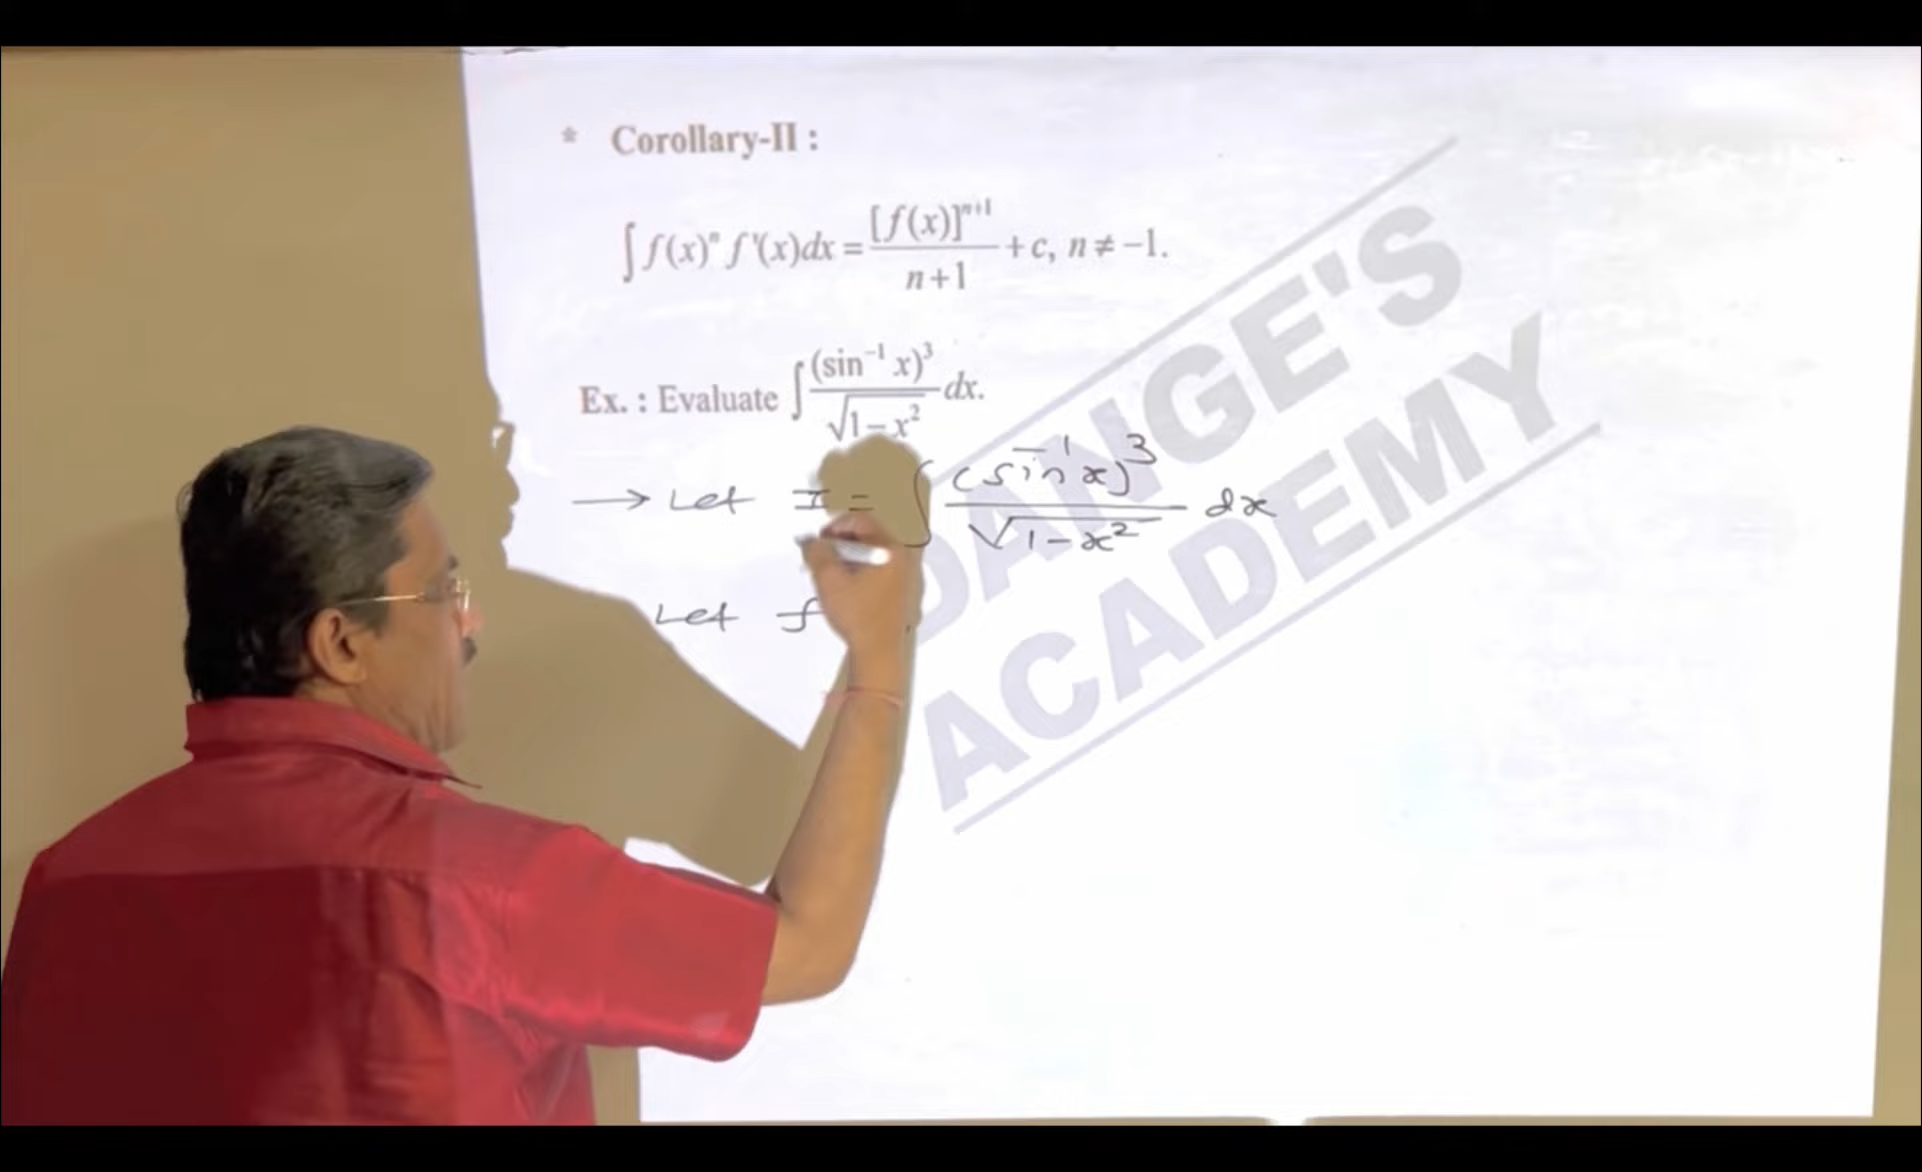 * Corollary-II :
∫ f(x)ⁿ f'(x)dx = [f(x)]ⁿ⁺¹ / n+1 + c, n ≠ −1.
Ex. : Evaluate ∫ (sin⁻¹ x)³ / √1−x² dx.
→ Let I = ∫ (sin⁻¹x)³ / √1−x² dx
Let f
DANGE'S
ACADEMY